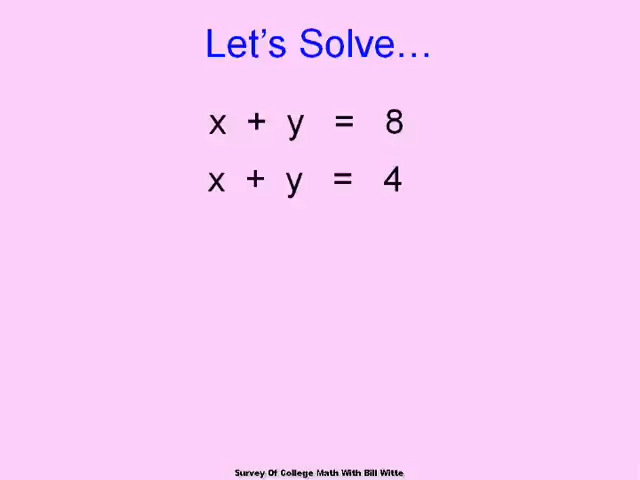 Let's Solve…
x + y = 8
x + y = 4
Survey Of College Math With Bill Witte